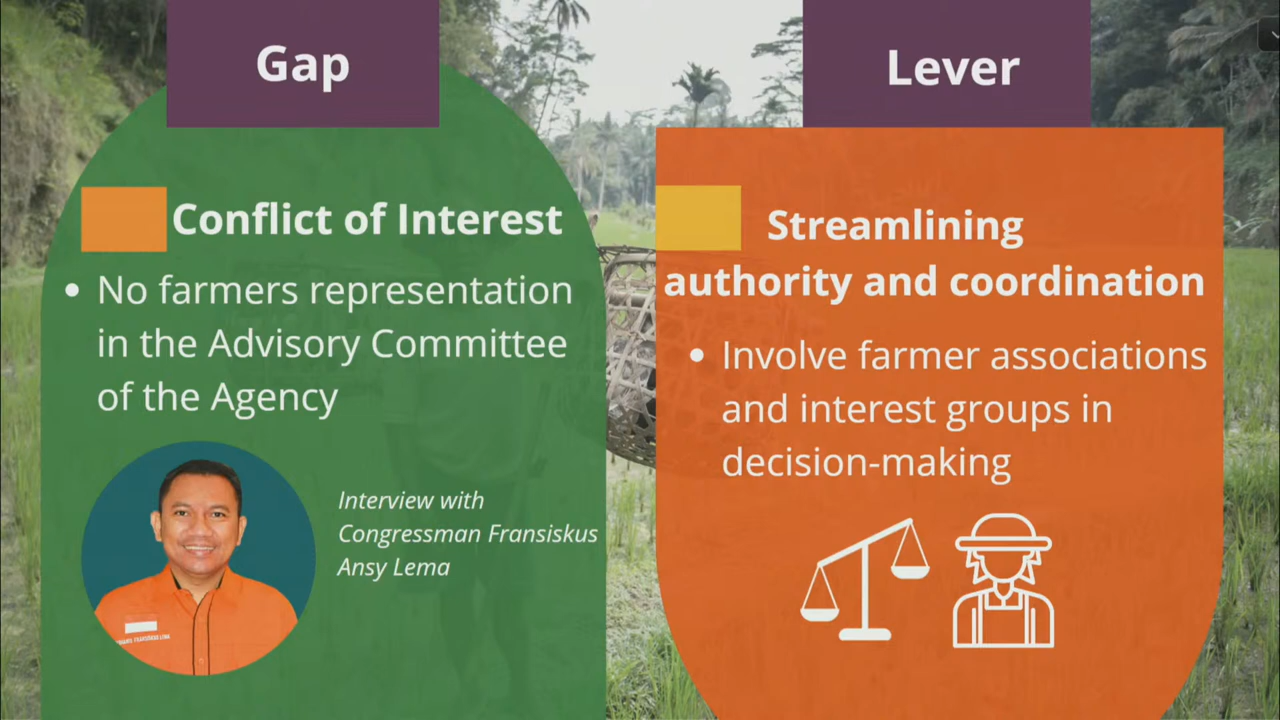 Gap
Conflict of Interest
• No farmers representation
in the Advisory Committee
of the Agency
Interview with
Congressman Fransiskus
Ansy Lema
Lever
Streamlining
authority and coordination
• Involve farmer associations
and interest groups in
decision-making